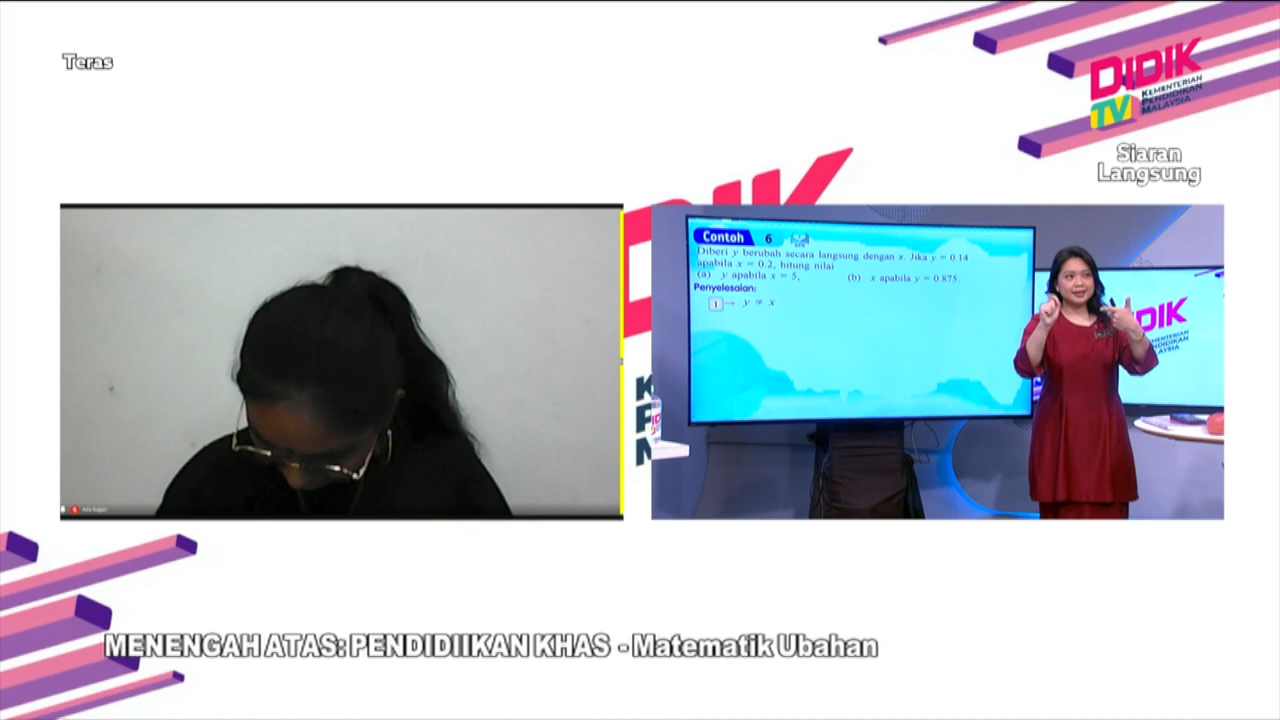 Teras
DIDIK
TV KEMENTERIAN
PENDIDIKAN
MALAYSIA
Siaran
Langsung
Contoh 6
Diberi y berubah secara langsung dengan x. Jika y = 0.14
apabila x = 0.2, hitung nilai
(a) y apabila x = 5, (b) x apabila y = 0.875.
Penyelesaian:
1 → y ∝ x
MENENGAH ATAS: PENDIDIIKAN KHAS - Matematik Ubahan